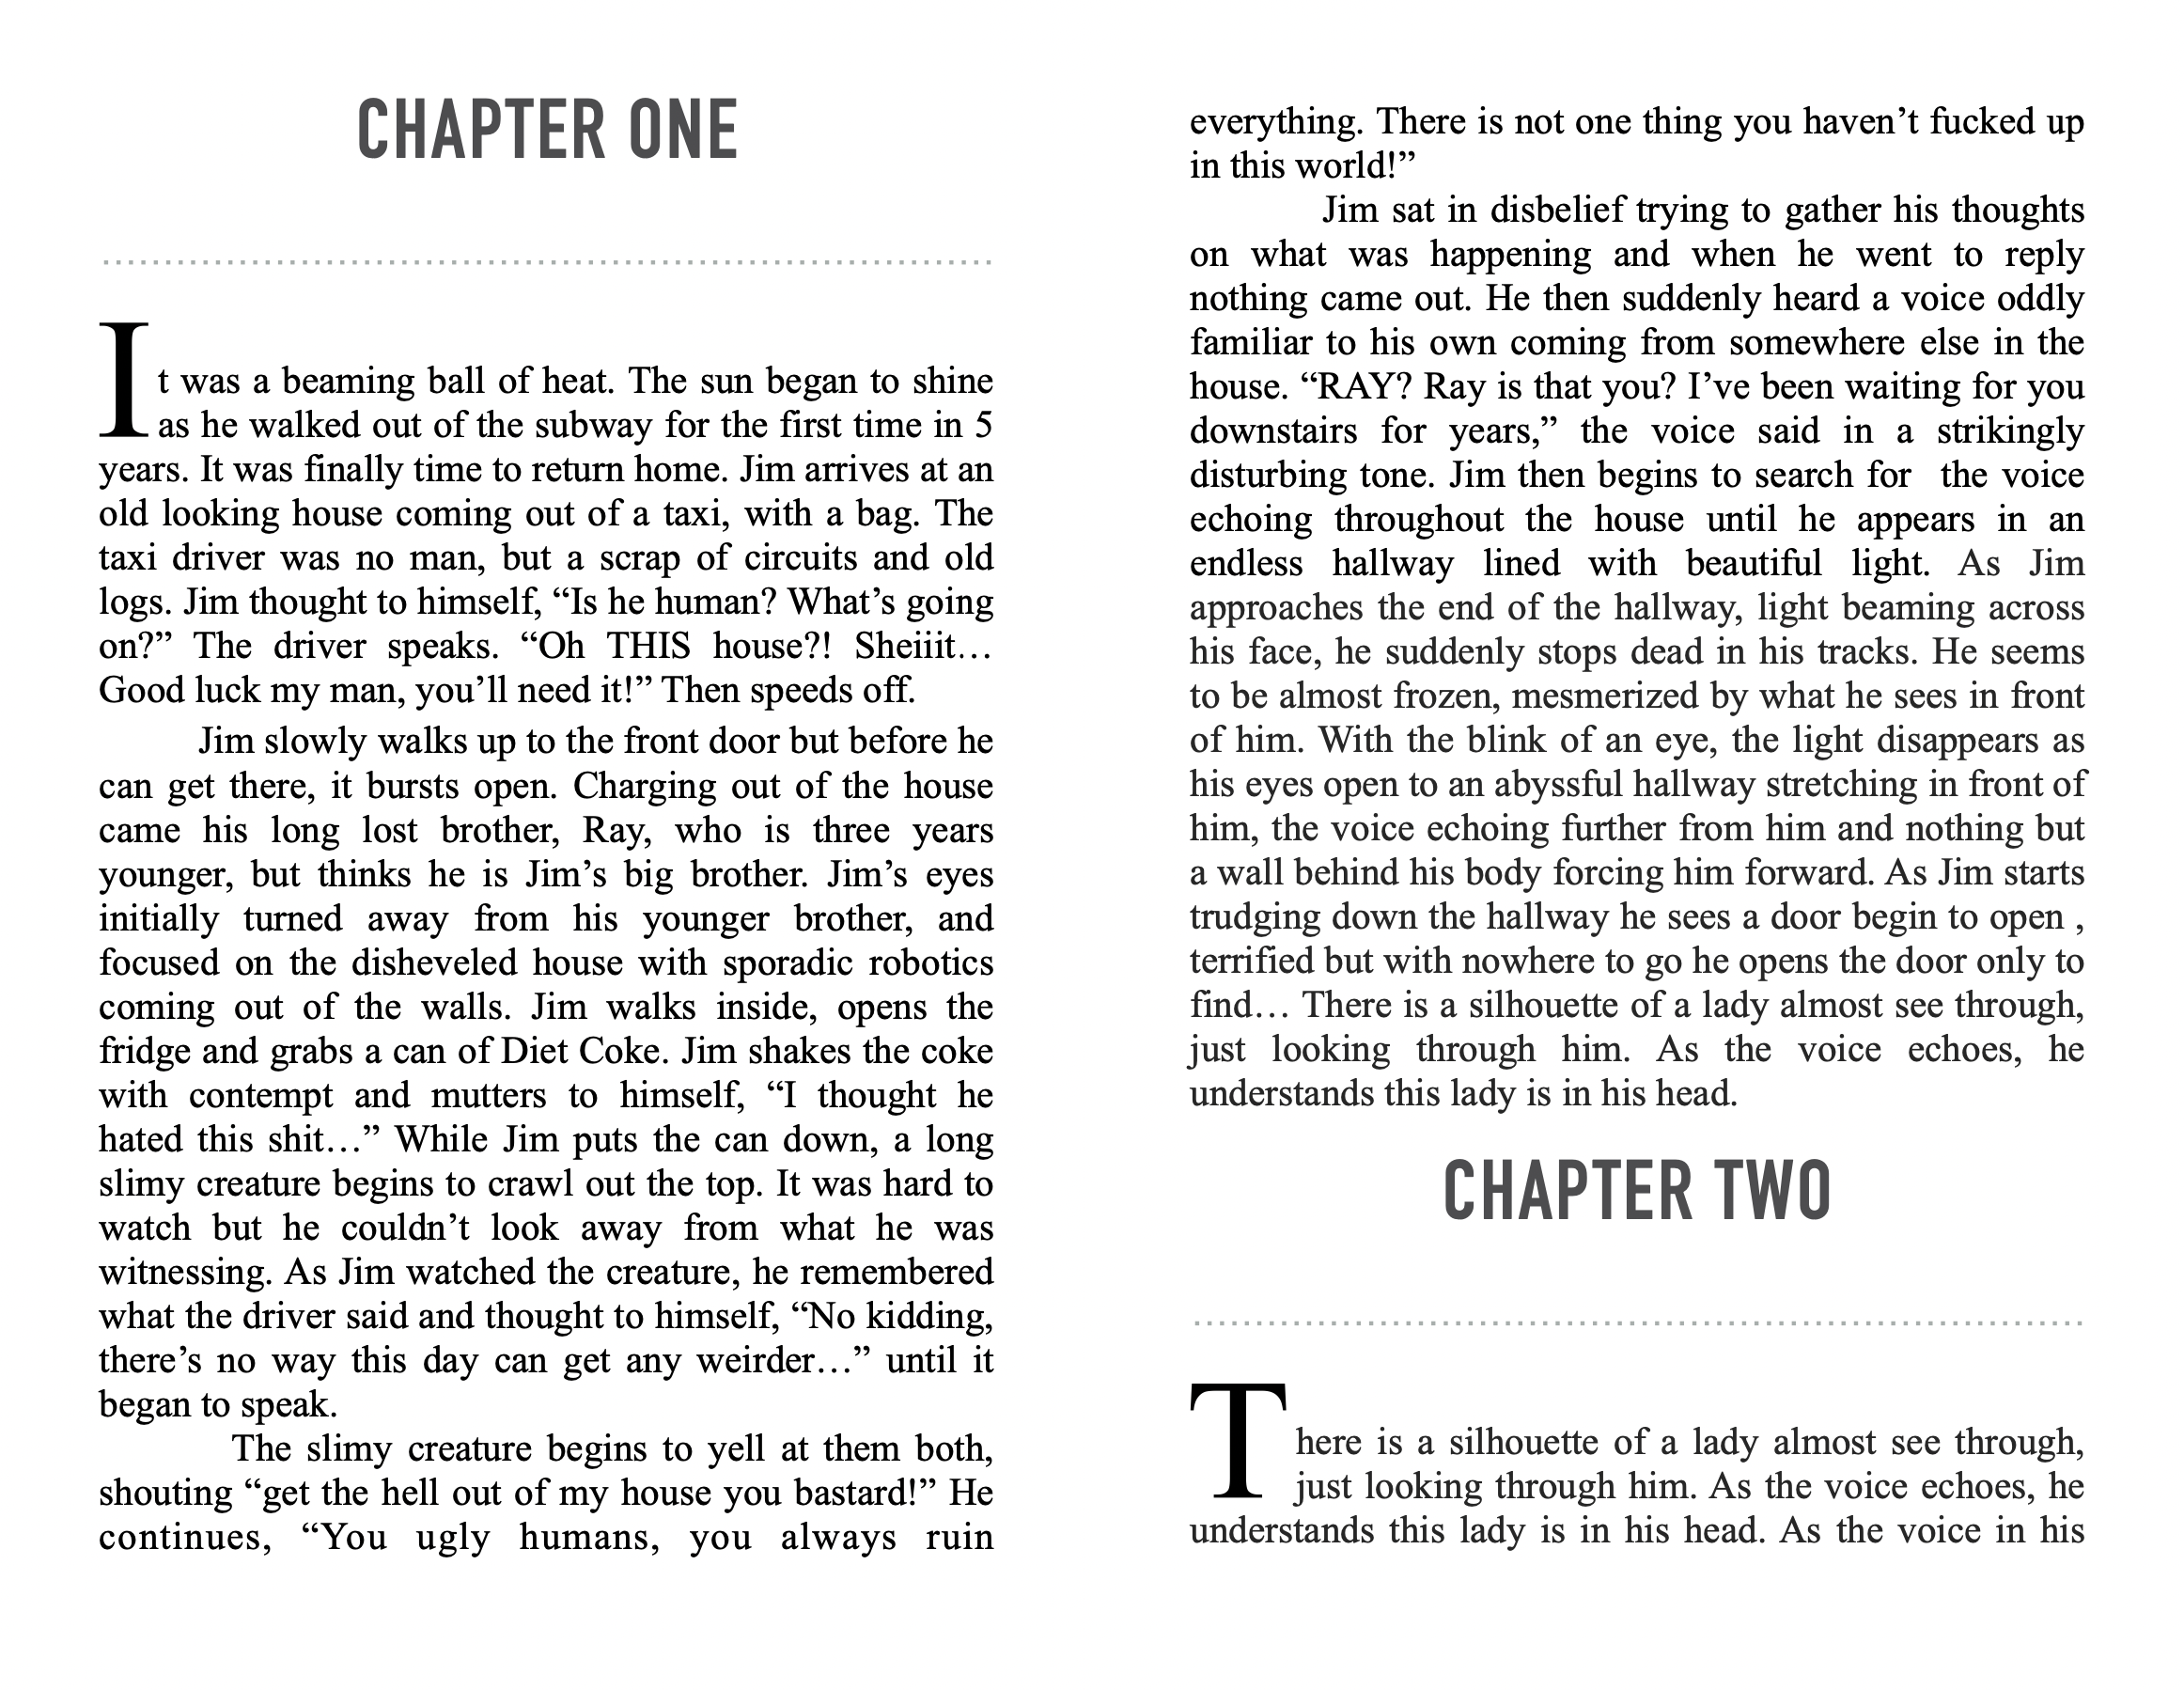 CHAPTER ONE
It was a beaming ball of heat. The sun began to shine
as he walked out of the subway for the first time in 5
years. It was finally time to return home. Jim arrives at an
old looking house coming out of a taxi, with a bag. The
taxi driver was no man, but a scrap of circuits and old
logs. Jim thought to himself, “Is he human? What’s going
on?” The driver speaks. “Oh THIS house?! Sheiiit…
Good luck my man, you’ll need it!” Then speeds off.
Jim slowly walks up to the front door but before he
can get there, it bursts open. Charging out of the house
came his long lost brother, Ray, who is three years
younger, but thinks he is Jim’s big brother. Jim’s eyes
initially turned away from his younger brother, and
focused on the disheveled house with sporadic robotics
coming out of the walls. Jim walks inside, opens the
fridge and grabs a can of Diet Coke. Jim shakes the coke
with contempt and mutters to himself, “I thought he
hated this shit…” While Jim puts the can down, a long
slimy creature begins to crawl out the top. It was hard to
watch but he couldn’t look away from what he was
witnessing. As Jim watched the creature, he remembered
what the driver said and thought to himself, “No kidding,
there’s no way this day can get any weirder…” until it
began to speak.
The slimy creature begins to yell at them both,
shouting “get the hell out of my house you bastard!” He
continues, “You ugly humans, you always ruin
everything. There is not one thing you haven’t fucked up
in this world!”
Jim sat in disbelief trying to gather his thoughts
on what was happening and when he went to reply
nothing came out. He then suddenly heard a voice oddly
familiar to his own coming from somewhere else in the
house. “RAY? Ray is that you? I’ve been waiting for you
downstairs for years,” the voice said in a strikingly
disturbing tone. Jim then begins to search for  the voice
echoing throughout the house until he appears in an
endless hallway lined with beautiful light. As Jim
approaches the end of the hallway, light beaming across
his face, he suddenly stops dead in his tracks. He seems
to be almost frozen, mesmerized by what he sees in front
of him. With the blink of an eye, the light disappears as
his eyes open to an abyssful hallway stretching in front of
him, the voice echoing further from him and nothing but
a wall behind his body forcing him forward. As Jim starts
trudging down the hallway he sees a door begin to open ,
terrified but with nowhere to go he opens the door only to
find… There is a silhouette of a lady almost see through,
just looking through him. As the voice echoes, he
understands this lady is in his head.
CHAPTER TWO
There is a silhouette of a lady almost see through,
just looking through him. As the voice echoes, he
understands this lady is in his head. As the voice in his